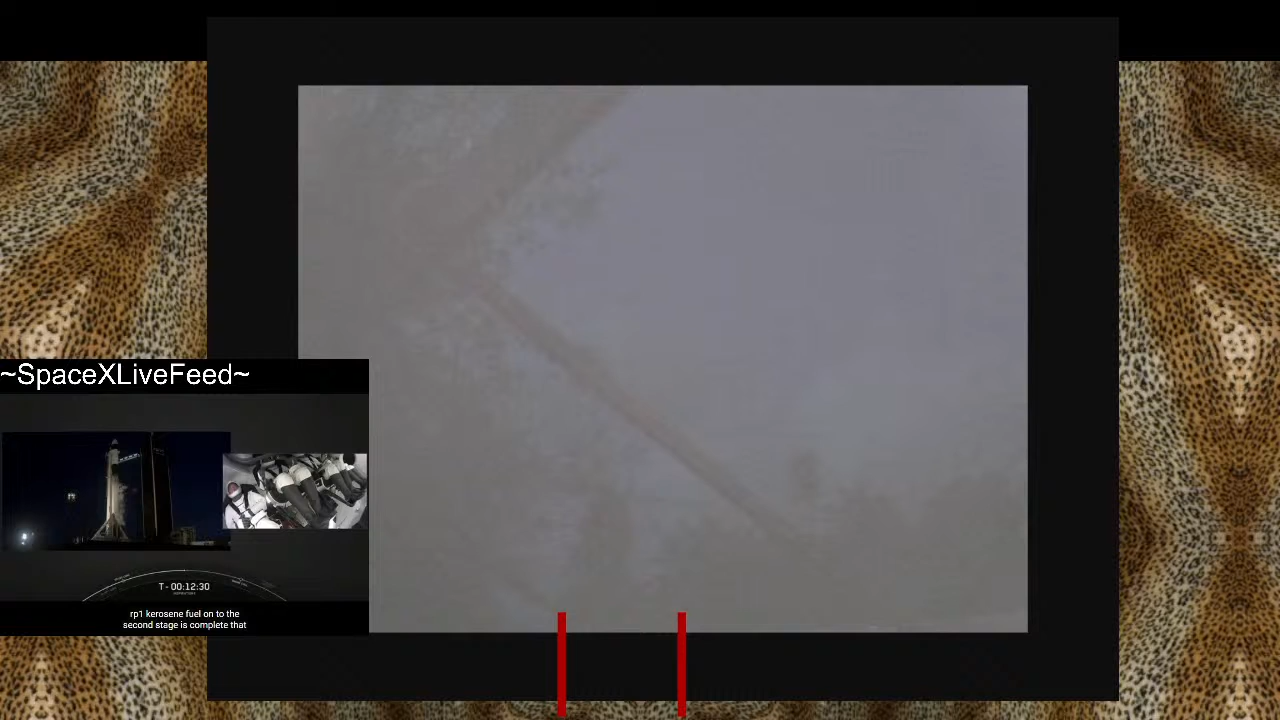 ~SpaceXLiveFeed~
T - 00:12:30
rp1 kerosene fuel on to the
second stage is complete that